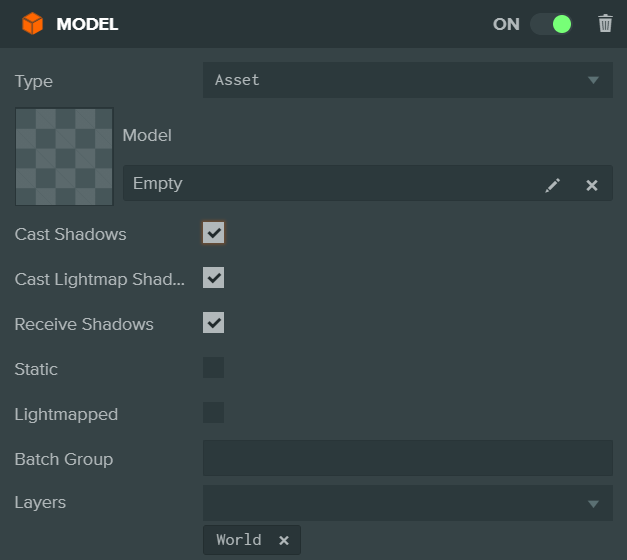 MODEL ON
Type Asset
Model
Empty
Cast Shadows
Cast Lightmap Shad...
Receive Shadows
Static
Lightmapped
Batch Group
Layers
World